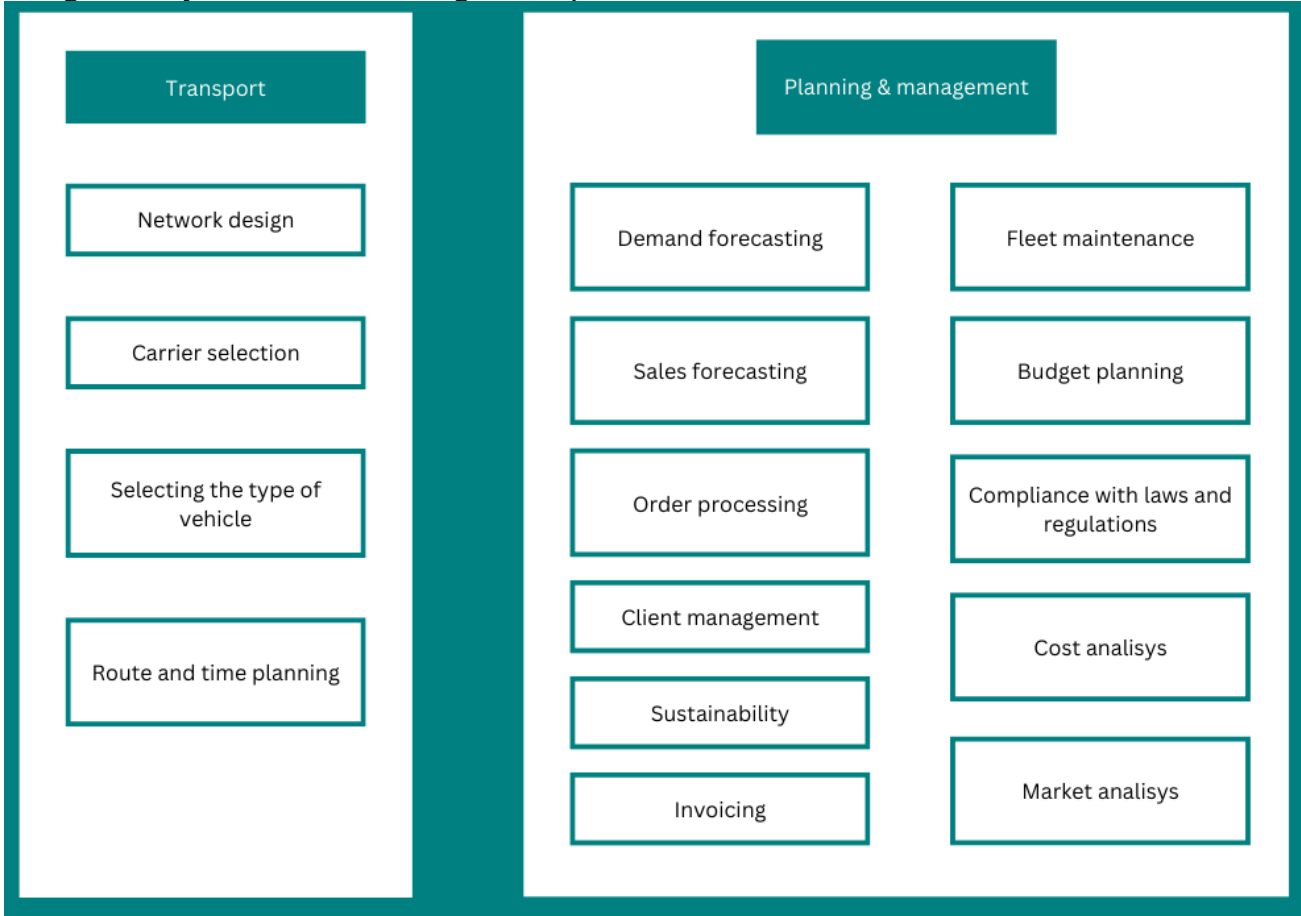 Transport
Network design
Carrier selection
Selecting the type of
vehicle
Route and time planning
Planning & management
Demand forecasting
Sales forecasting
Order processing
Client management
Sustainability
Invoicing
Fleet maintenance
Budget planning
Compliance with laws and
regulations
Cost analisys
Market analisys